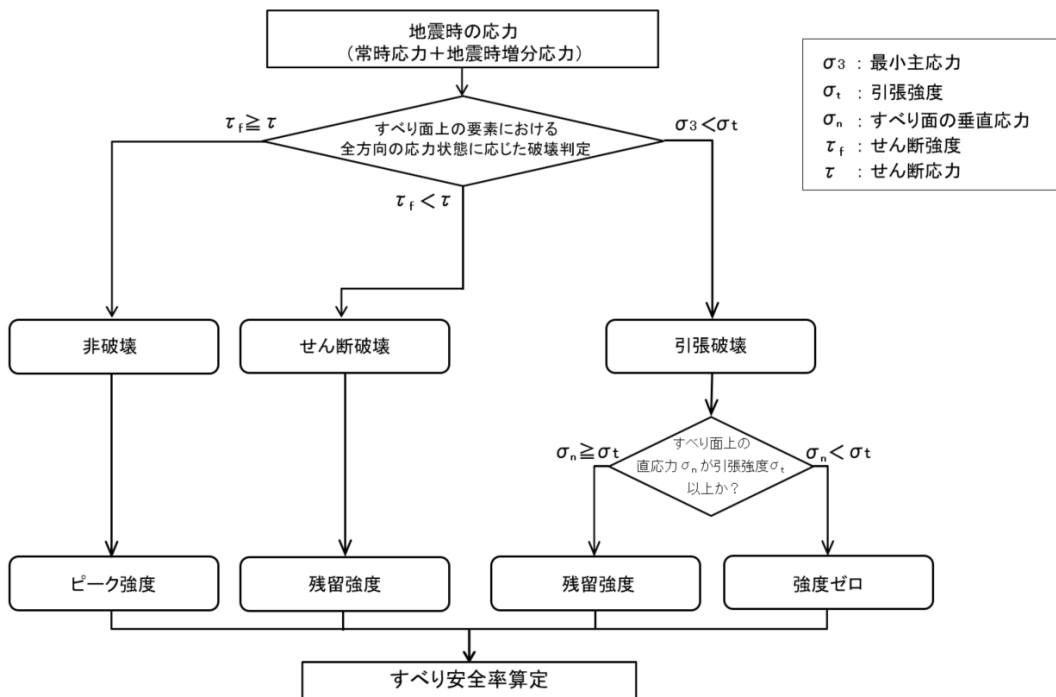 地震時の応力
（常時応力＋地震時増分応力）
σ3 ： 最小主応力
σt ： 引張強度
σn ： すべり面の垂直応力
τf ： せん断強度
τ ： せん断応力
τf≧τ
すべり面上の要素における
全方向の応力状態に応じた破壊判定
σ3＜σt
τf＜τ
非破壊
せん断破壊
引張破壊
σn≧σt
すべり面上の
直応力σnが引張強度σt
以上か？
σn＜σt
ピーク強度
残留強度
残留強度
強度ゼロ
すべり安全率算定